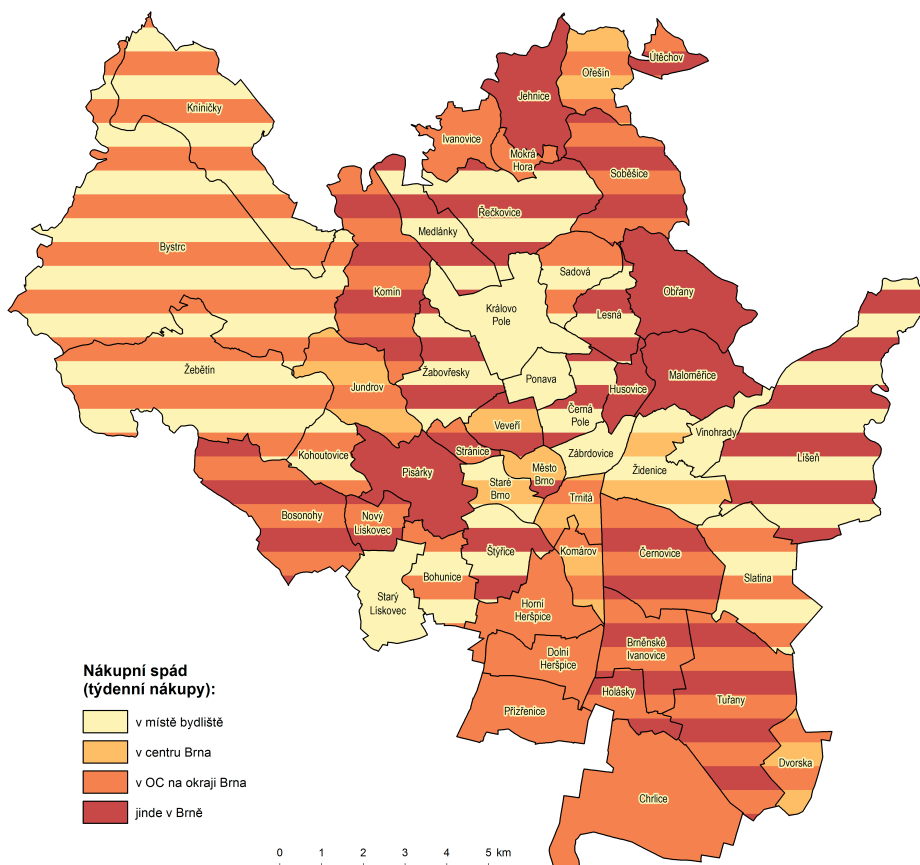 Útěchov
Ořešín
Jehnice
Kníničky
Ivanovice
Mokrá
Hora
Soběšice
Řečkovice
Medlánky
Bystrc
Sadová
Komín
Obřany
Královo
Pole
Lesná
Žebětín
Jundrov
Žabovřesky
Ponava
Husovice
Maloměřice
Černá
Pole
Veveří
Vinohrady
Stránice
Kohoutovice
Zábrdovice
Líšeň
Židenice
Pisárky
Město
Brno
Staré
Brno
Trnitá
Bosonohy
Nový
Lískovec
Štýřice
Komárov
Černovice
Bohunice
Slatina
Starý
Lískovec
Horní
Heršpice
Brněnské
Ivanovice
Dolní
Heršpice
Holásky
Tuřany
Přízřenice
Dvorska
Chrlice
Nákupní spád
(týdenní nákupy):
v místě bydliště
v centru Brna
v OC na okraji Brna
jinde v Brně
0 1 2 3 4 5 km